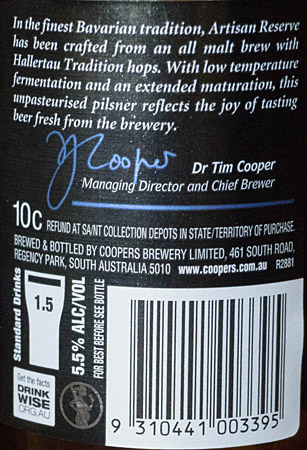 In the finest Bavarian tradition, Artisan Reserve
has been crafted from an all malt brew with
Hallertau Tradition hops. With low temperature
fermentation and an extended maturation, this
unpasteurised pilsner reflects the joy of tasting
beer fresh from the brewery.
TJ Cooper
Dr Tim Cooper
Managing Director and Chief Brewer
10c REFUND AT SA/NT COLLECTION DEPOTS IN STATE/TERRITORY OF PURCHASE.
BREWED & BOTTLED BY COOPERS BREWERY LIMITED, 461 SOUTH ROAD,
REGENCY PARK, SOUTH AUSTRALIA 5010 www.coopers.com.au R2881
Standard Drinks
1.5
5.5% ALC/VOL
FOR BEST BEFORE SEE BOTTLE
Get the facts
DRINK
WISE
.ORG.AU
9 310441 003395